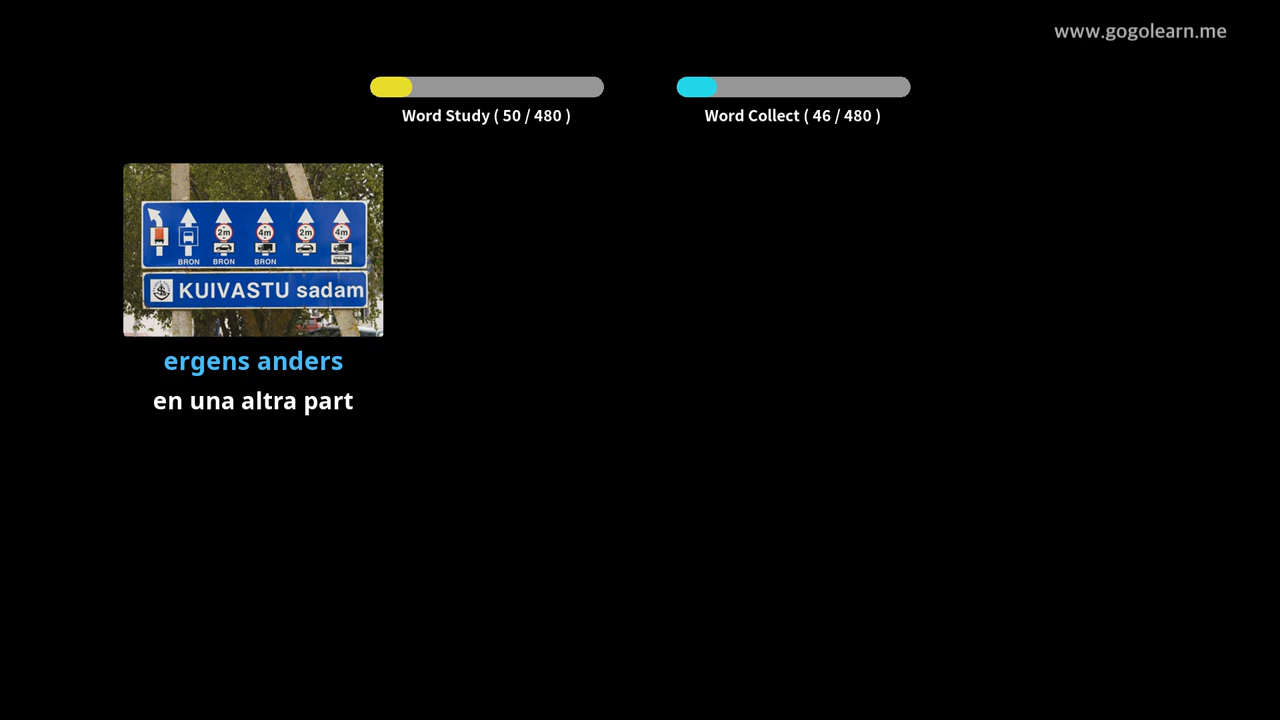 www.gogolearn.me
Word Study ( 50 / 480 )
Word Collect ( 46 / 480 )
2m 4m 2m 4m
BRON BRON BRON
KUIVASTU sadam
ergens anders
en una altra part